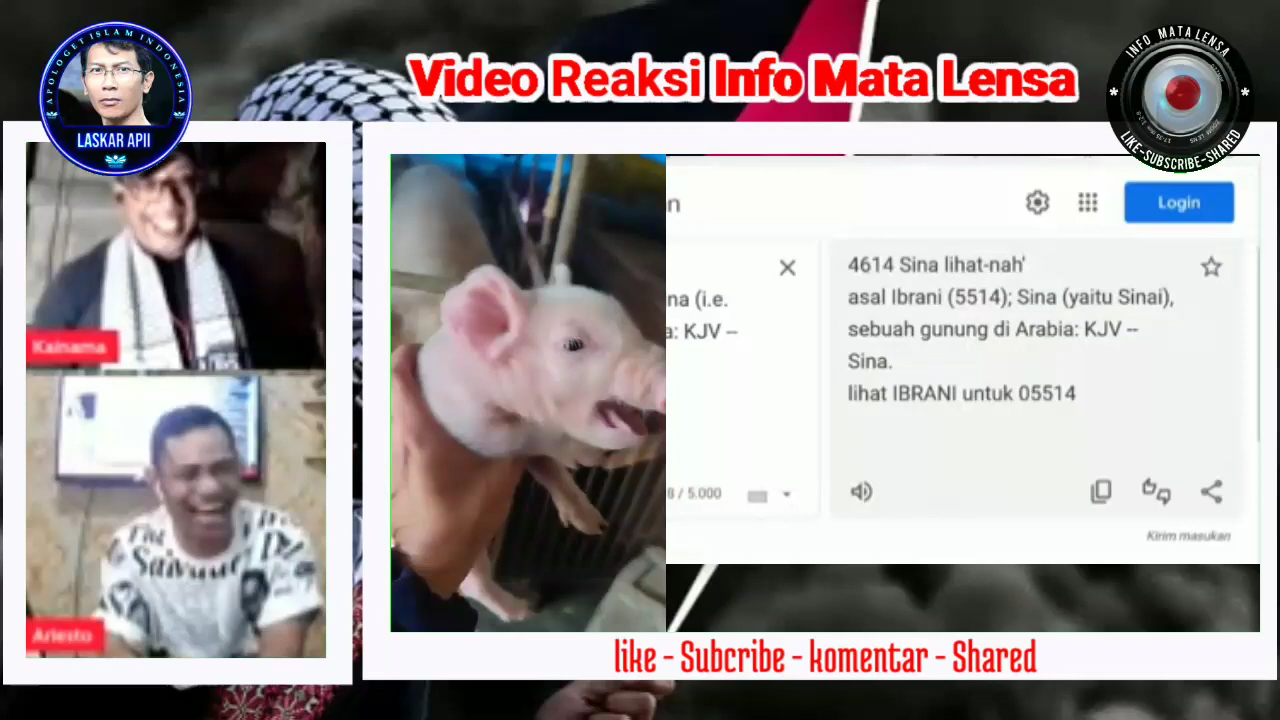 APOLOGET ISLAM INDONESIA
LASKAR APII
Video Reaksi Info Mata Lensa
INFO MATA LENSA
LIKE-SUBSCRIBE-SHARED
Kainama
Ariesto
n
Login
na (i.e.
a: KJV --
8 / 5.000
4614 Sina lihat-nah'
asal Ibrani (5514); Sina (yaitu Sinai),
sebuah gunung di Arabia: KJV --
Sina.
lihat IBRANI untuk 05514
Kirim masukan
like - Subcribe - komentar - Shared